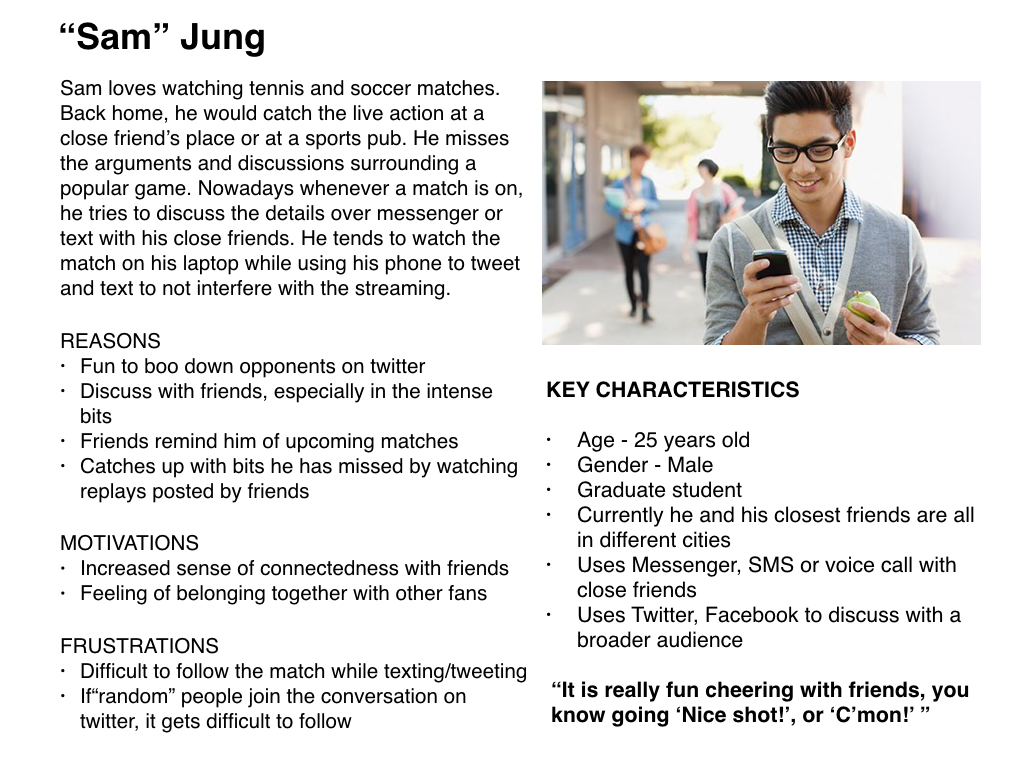 “Sam” Jung
Sam loves watching tennis and soccer matches.
Back home, he would catch the live action at a
close friend’s place or at a sports pub. He misses
the arguments and discussions surrounding a
popular game. Nowadays whenever a match is on,
he tries to discuss the details over messenger or
text with his close friends. He tends to watch the
match on his laptop while using his phone to tweet
and text to not interfere with the streaming.
REASONS
· Fun to boo down opponents on twitter
· Discuss with friends, especially in the intense
bits
· Friends remind him of upcoming matches
· Catches up with bits he has missed by watching
replays posted by friends
MOTIVATIONS
· Increased sense of connectedness with friends
· Feeling of belonging together with other fans
FRUSTRATIONS
· Difficult to follow the match while texting/tweeting
· If“random” people join the conversation on
twitter, it gets difficult to follow
KEY CHARACTERISTICS
· Age - 25 years old
· Gender - Male
· Graduate student
· Currently he and his closest friends are all
in different cities
· Uses Messenger, SMS or voice call with
close friends
· Uses Twitter, Facebook to discuss with a
broader audience
“It is really fun cheering with friends, you
know going ‘Nice shot!’, or ‘C’mon!’ ”